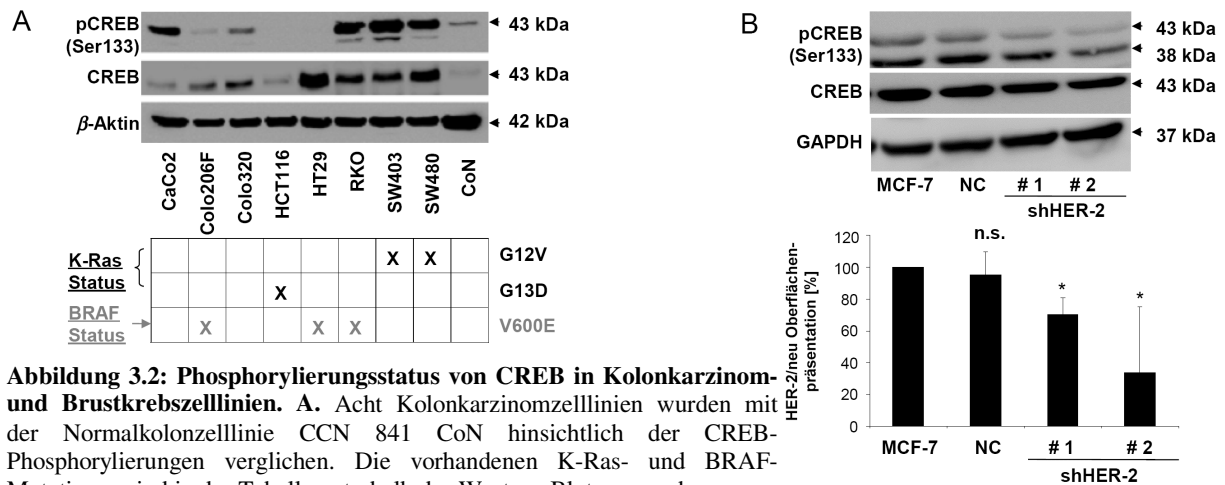 A
pCREB
(Ser133)
43 kDa
CREB
43 kDa
β-Aktin
42 kDa
CaCo2
Colo206F
Colo320
HCT116
HT29
RKO
SW403
SW480
CoN
K-Ras
Status
X X G12V
X G13D
BRAF
Status
X X X V600E
Abbildung 3.2: Phosphorylierungsstatus von CREB in Kolonkarzinom-
und Brustkrebszelllinien. A. Acht Kolonkarzinomzelllinien wurden mit
der Normalkolonzelllinie CCN 841 CoN hinsichtlich der CREB-
Phosphorylierungen verglichen. Die vorhandenen K-Ras- und BRAF-
B
pCREB
(Ser133)
43 kDa
38 kDa
CREB
43 kDa
GAPDH
37 kDa
MCF-7 NC # 1 # 2
shHER-2
HER-2/neu Oberflächen-
präsentation [%]
120
100
80
60
40
20
0
n.s.
*
*
MCF-7 NC # 1 # 2
shHER-2